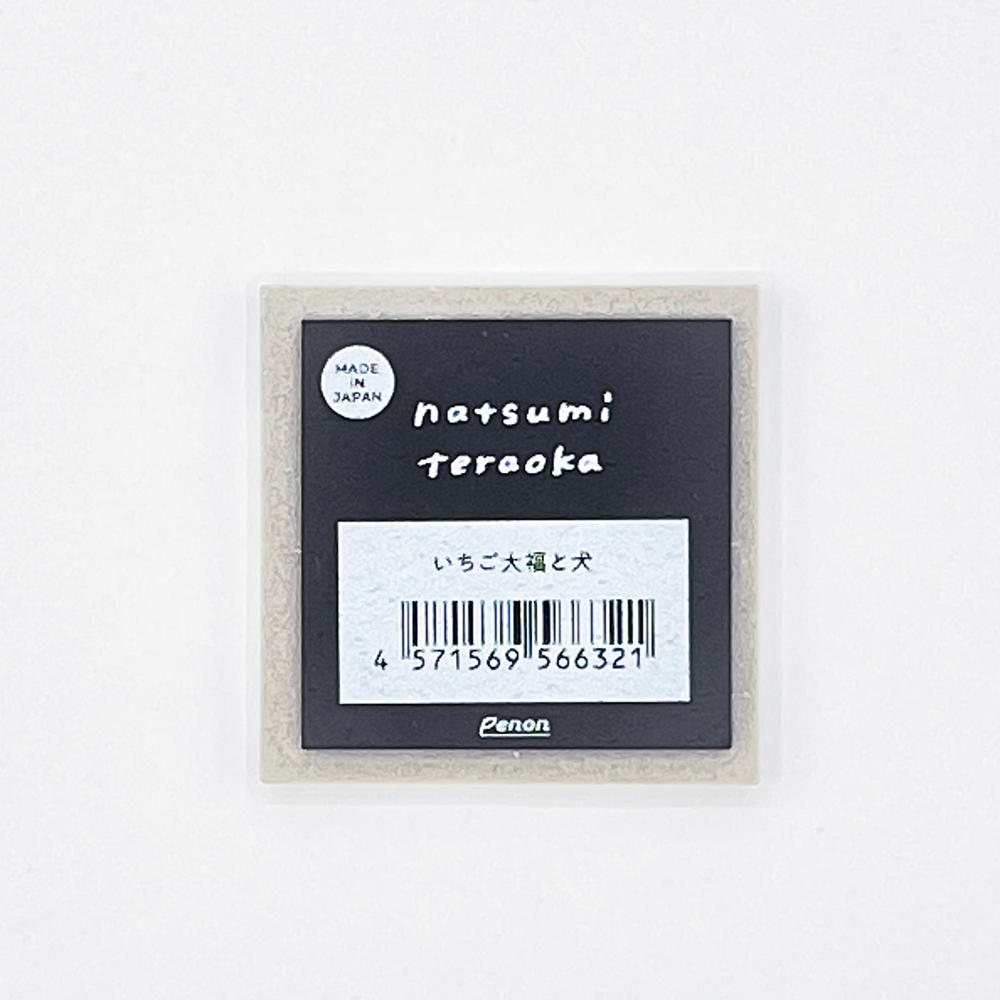 MADE
IN
JAPAN
natsumi
teraoka
いちご大福と犬
4 571569 566321
Penon